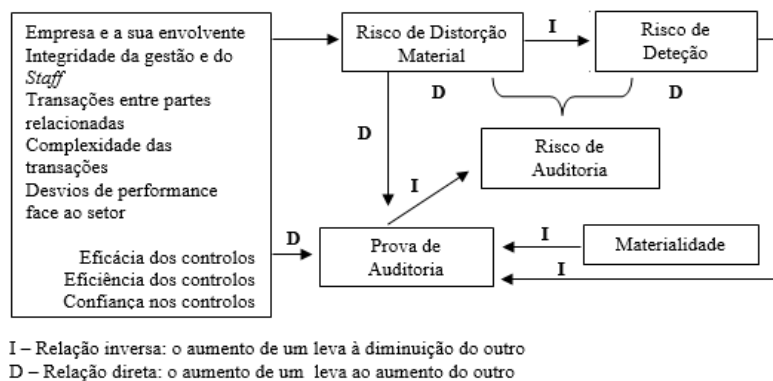 Empresa e a sua envolvente
Integridade da gestão e do
Staff
Transações entre partes
relacionadas
Complexidade das
transações
Desvios de performance
face ao setor
Eficácia dos controlos
Eficiência dos controlos
Confiança nos controlos
Risco de Distorção
Material
I
Risco de
Deteção
D
D
D
Risco de
Auditoria
I
D
Prova de
Auditoria
I
Materialidade
I
I – Relação inversa: o aumento de um leva à diminuição do outro
D – Relação direta: o aumento de um leva ao aumento do outro